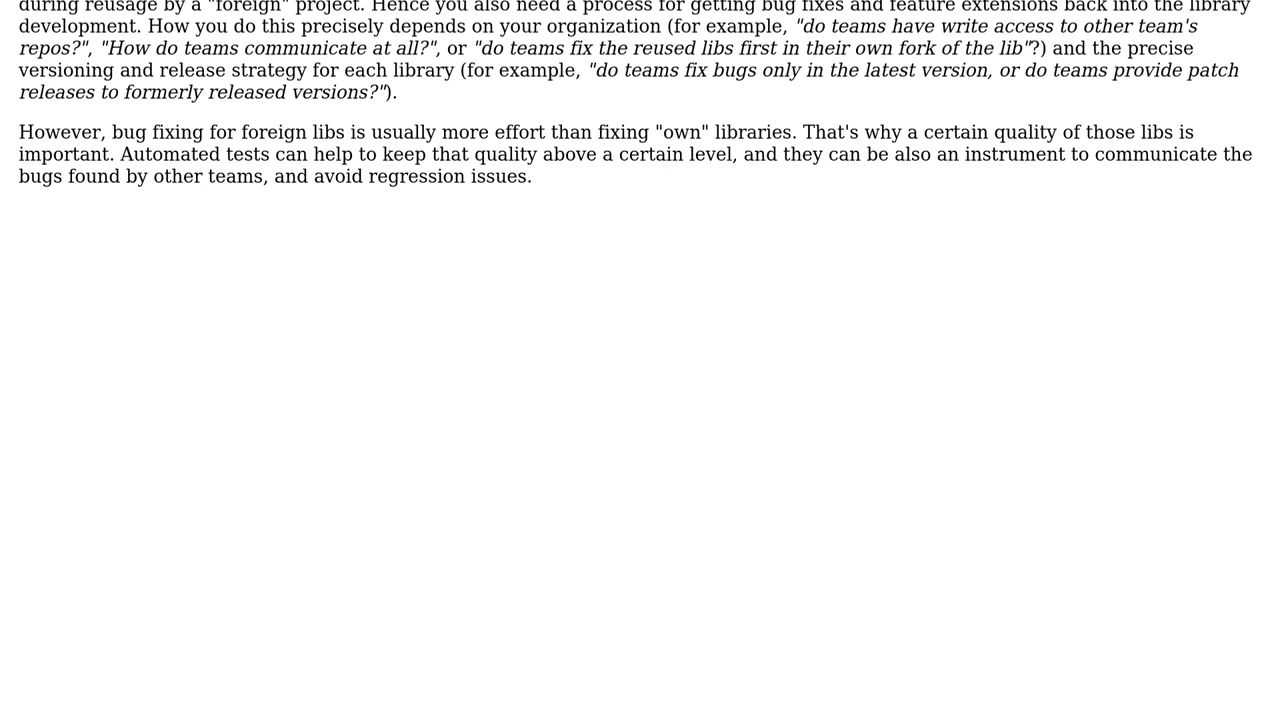 during reusage by a "foreign" project. Hence you also need a process for getting bug fixes and feature extensions back into the library
development. How you do this precisely depends on your organization (for example, "do teams have write access to other team's
repos?", "How do teams communicate at all?", or "do teams fix the reused libs first in their own fork of the lib"?) and the precise
versioning and release strategy for each library (for example, "do teams fix bugs only in the latest version, or do teams provide patch
releases to formerly released versions?").
However, bug fixing for foreign libs is usually more effort than fixing "own" libraries. That's why a certain quality of those libs is
important. Automated tests can help to keep that quality above a certain level, and they can be also an instrument to communicate the
bugs found by other teams, and avoid regression issues.